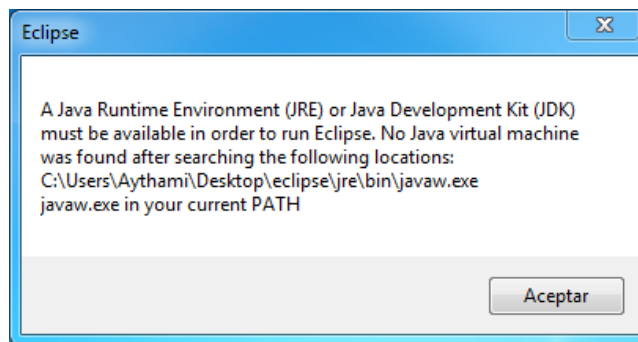 Eclipse
A Java Runtime Environment (JRE) or Java Development Kit (JDK)
must be available in order to run Eclipse. No Java virtual machine
was found after searching the following locations:
C:\Users\Aythami\Desktop\eclipse\jre\bin\javaw.exe
javaw.exe in your current PATH
Aceptar